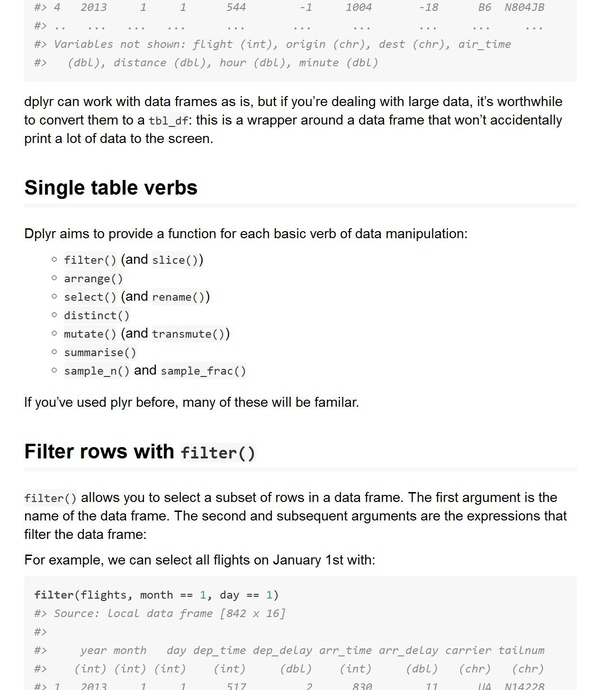 #> 4   2013     1     1      544        -1     1004       -18      B6  N804JB
#> ..   ...   ...   ...      ...       ...      ...       ...     ...     ...
#> Variables not shown: flight (int), origin (chr), dest (chr), air_time
#>   (dbl), distance (dbl), hour (dbl), minute (dbl)
dplyr can work with data frames as is, but if you’re dealing with large data, it’s worthwhile
to convert them to a tbl_df: this is a wrapper around a data frame that won’t accidentally
print a lot of data to the screen.
Single table verbs
Dplyr aims to provide a function for each basic verb of data manipulation:
filter() (and slice())
arrange()
select() (and rename())
distinct()
mutate() (and transmute())
summarise()
sample_n() and sample_frac()
If you’ve used plyr before, many of these will be familar.
Filter rows with filter()
filter() allows you to select a subset of rows in a data frame. The first argument is the
name of the data frame. The second and subsequent arguments are the expressions that
filter the data frame:
For example, we can select all flights on January 1st with:
filter(flights, month == 1, day == 1)
#> Source: local data frame [842 x 16]
#>
#>     year month   day dep_time dep_delay arr_time arr_delay carrier tailnum
#>    (int) (int) (int)    (int)     (dbl)    (int)     (dbl)   (chr)   (chr)
#> 1   2013     1     1      517         2      830        11      UA  N14228